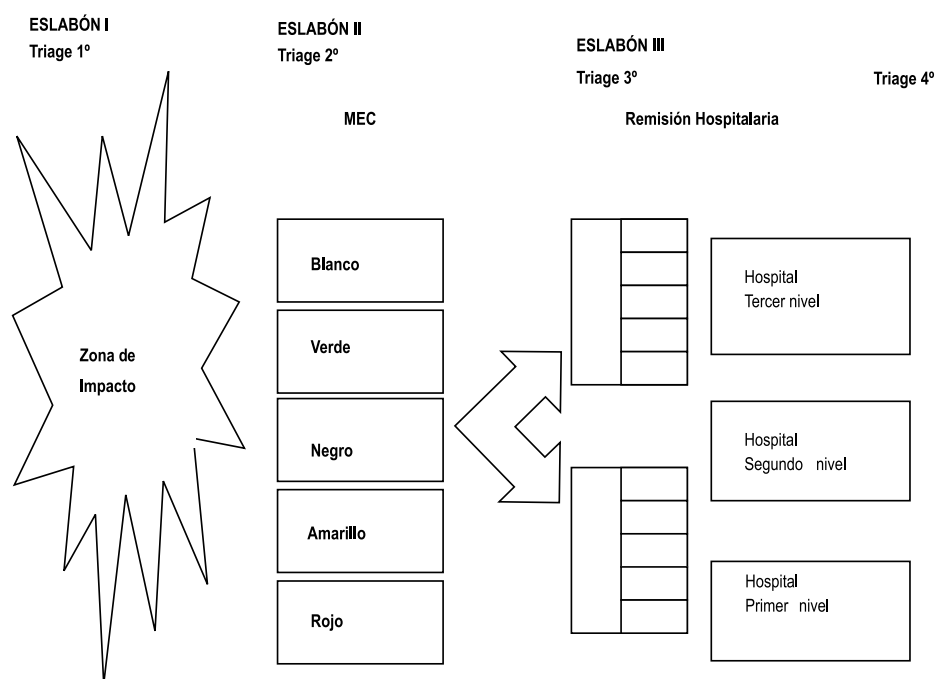 ESLABÓN I
Triage 1º
ESLABÓN II
Triage 2º
ESLABÓN III
Triage 3º
Triage 4º
MEC
Remisión Hospitalaria
Zona de
Impacto
Blanco
Verde
Negro
Amarillo
Rojo
Hospital
Tercer nivel
Hospital
Segundo nivel
Hospital
Primer nivel